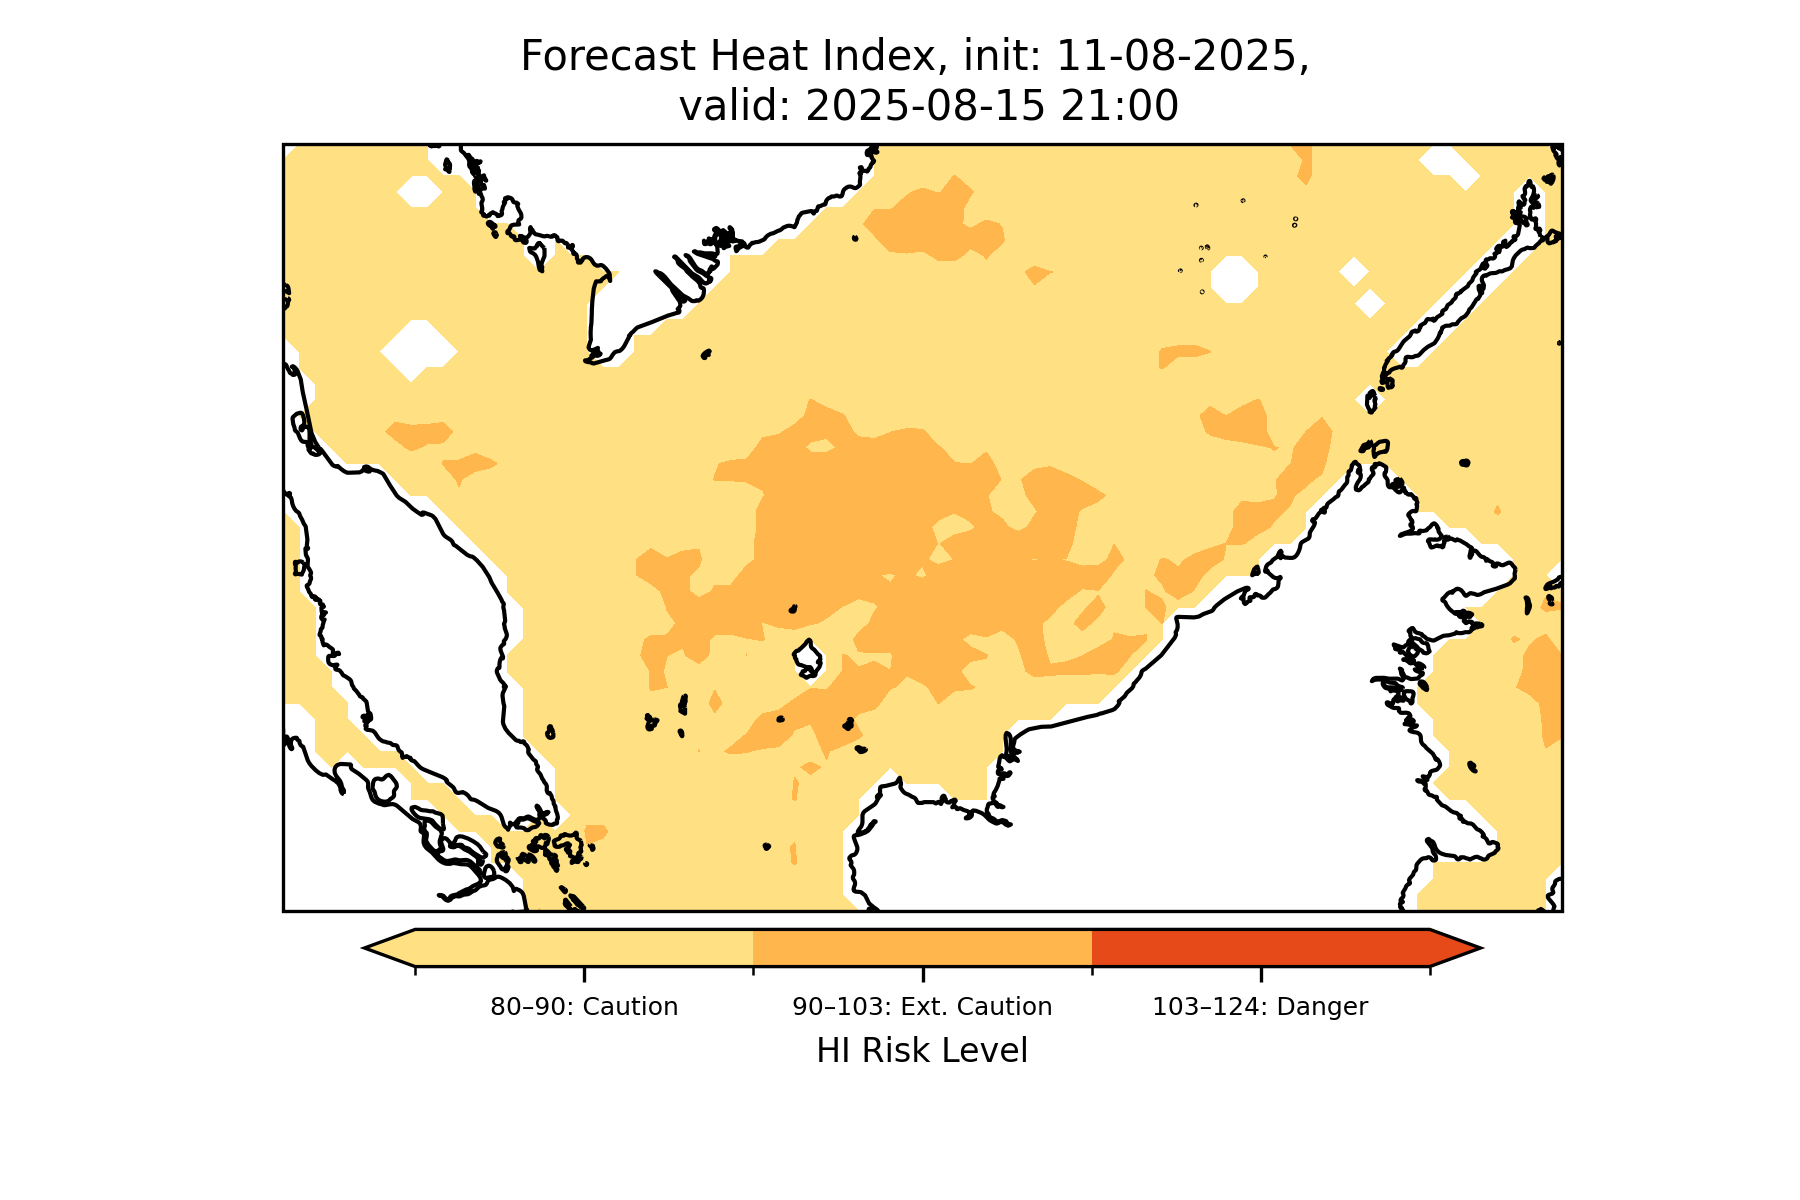 Forecast Heat Index, init: 11-08-2025,
valid: 2025-08-15 21:00
80–90: Caution
90–103: Ext. Caution
103–124: Danger
HI Risk Level